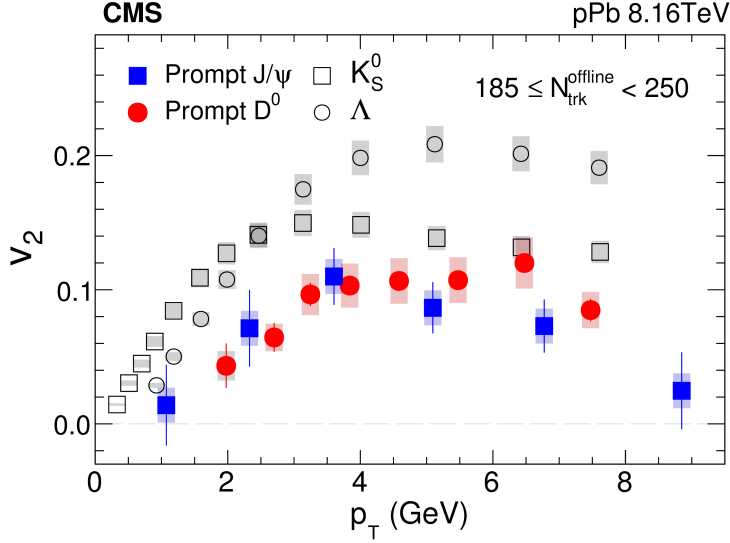 CMS pPb 8.16TeV
Prompt J/ψ K⁰S
185 ≤ Nᵒᶠᶠˡⁱⁿᵉtrk < 250
Prompt D⁰ Λ
0.2
v₂
0.1
0.0
0 2 4 6 8
pT (GeV)